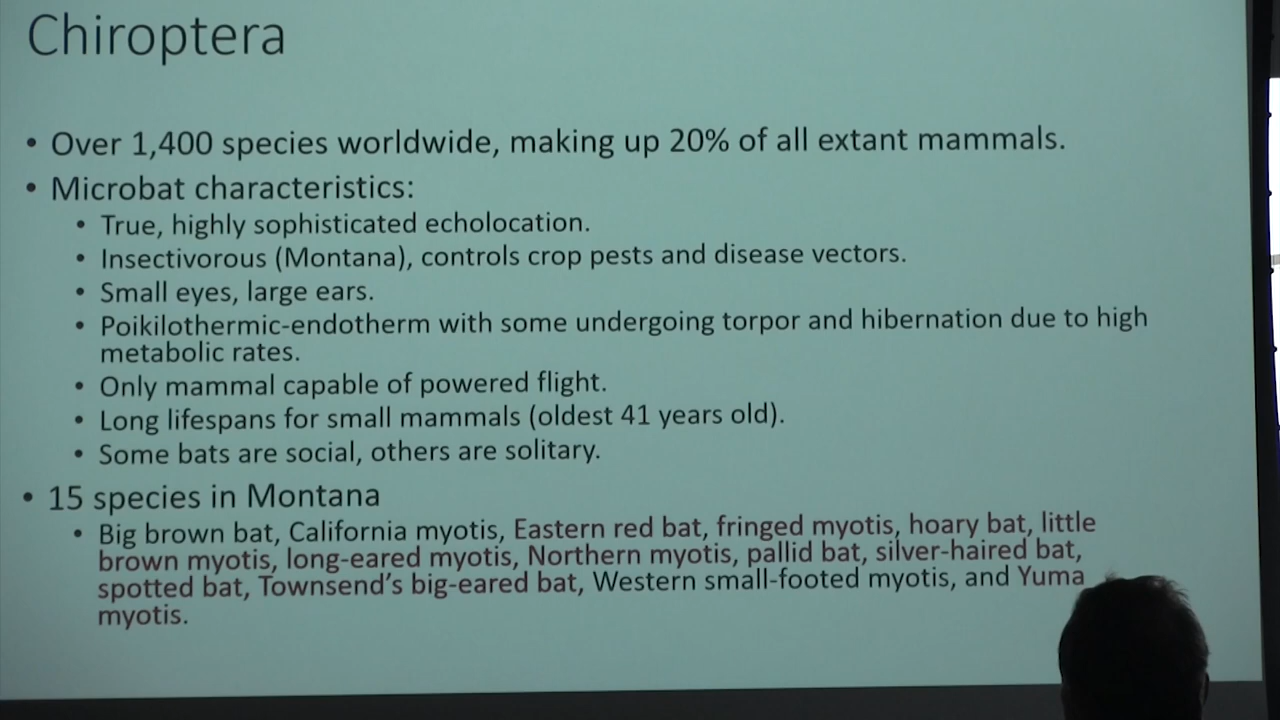 Chiroptera
• Over 1,400 species worldwide, making up 20% of all extant mammals.
• Microbat characteristics:
• True, highly sophisticated echolocation.
• Insectivorous (Montana), controls crop pests and disease vectors.
• Small eyes, large ears.
• Poikilothermic-endotherm with some undergoing torpor and hibernation due to high
metabolic rates.
• Only mammal capable of powered flight.
• Long lifespans for small mammals (oldest 41 years old).
• Some bats are social, others are solitary.
• 15 species in Montana
• Big brown bat, California myotis, Eastern red bat, fringed myotis, hoary bat, little
brown myotis, long-eared myotis, Northern myotis, pallid bat, silver-haired bat,
spotted bat, Townsend’s big-eared bat, Western small-footed myotis, and Yuma
myotis.